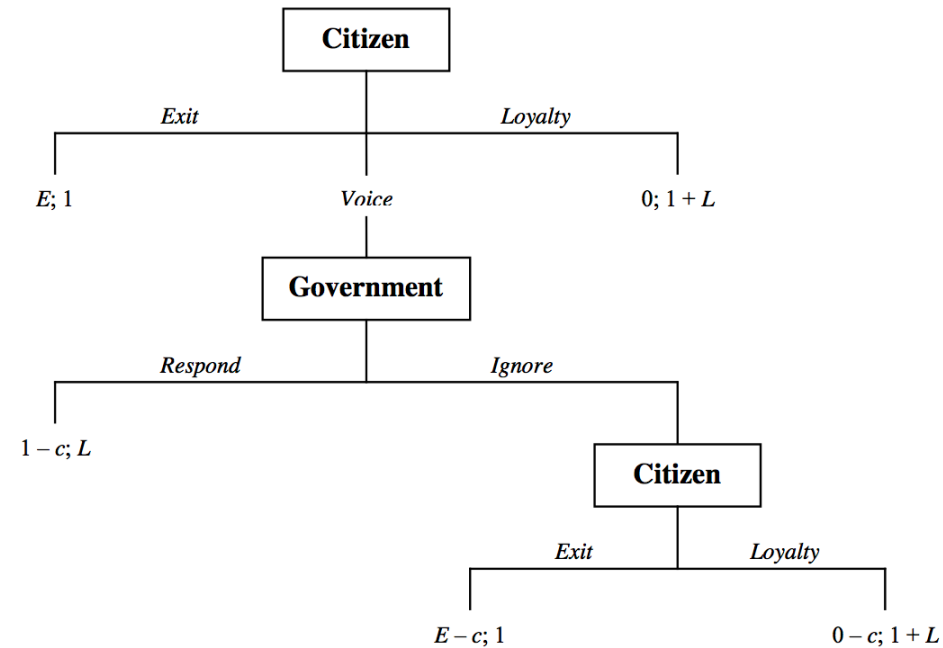 Citizen
Exit Loyalty
E; 1 Voice 0; 1 + L
Government
Respond Ignore
1 – c; L
Citizen
Exit Loyalty
E – c; 1 0 – c; 1 + L